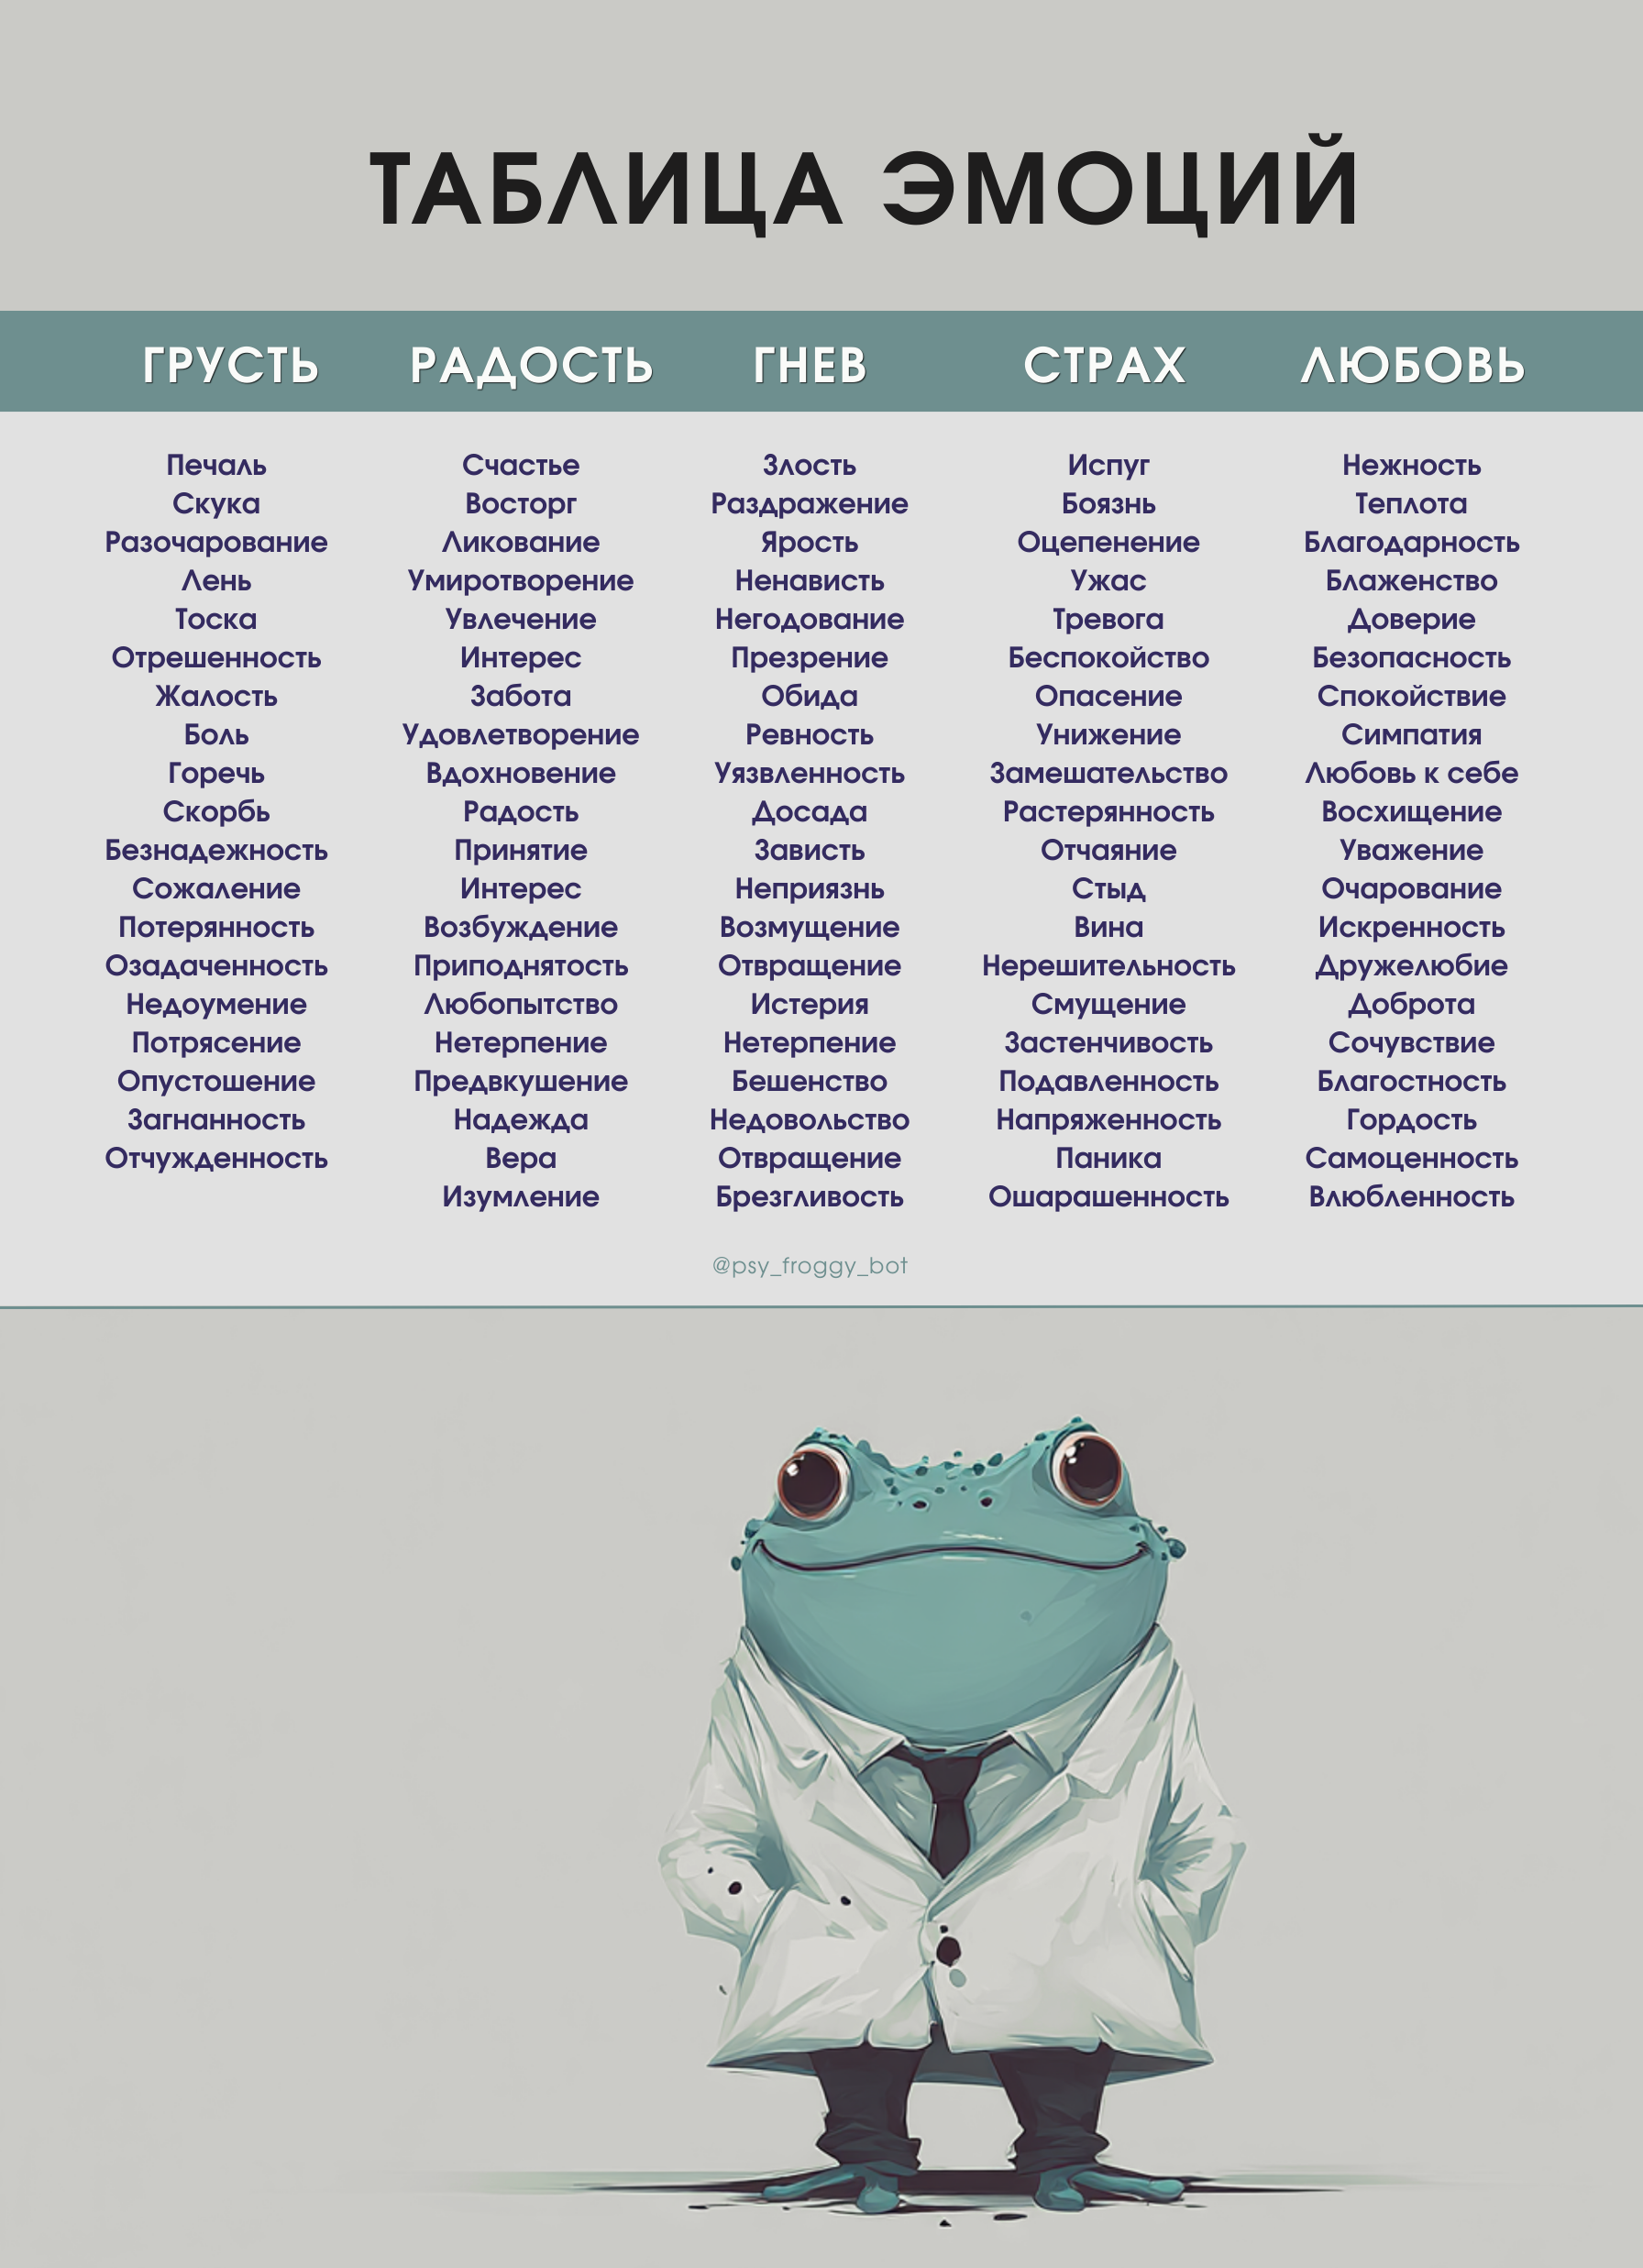 ТАБЛИЦА ЭМОЦИЙ
ГРУСТЬ РАДОСТЬ ГНЕВ СТРАХ ЛЮБОВЬ
Печаль Счастье Злость Испуг Нежность
Скука Восторг Раздражение Боязнь Теплота
Разочарование Ликование Ярость Оцепенение Благодарность
Лень Умиротворение Ненависть Ужас Блаженство
Тоска Увлечение Негодование Тревога Доверие
Отрешенность Интерес Презрение Беспокойство Безопасность
Жалость Забота Обида Опасение Спокойствие
Боль Удовлетворение Ревность Унижение Симпатия
Горечь Вдохновение Уязвленность Замешательство Любовь к себе
Скорбь Радость Досада Растерянность Восхищение
Безнадежность Принятие Зависть Отчаяние Уважение
Сожаление Интерес Неприязнь Стыд Очарование
Потерянность Возбуждение Возмущение Вина Искренность
Озадаченность Приподнятость Отвращение Нерешительность Дружелюбие
Недоумение Любопытство Истерия Смущение Доброта
Потрясение Нетерпение Нетерпение Застенчивость Сочувствие
Опустошение Предвкушение Бешенство Подавленность Благостность
Загнанность Надежда Недовольство Напряженность Гордость
Отчужденность Вера Отвращение Паника Самоценность
Изумление Брезгливость Ошарашенность Влюбленность
@psy_froggy_bot